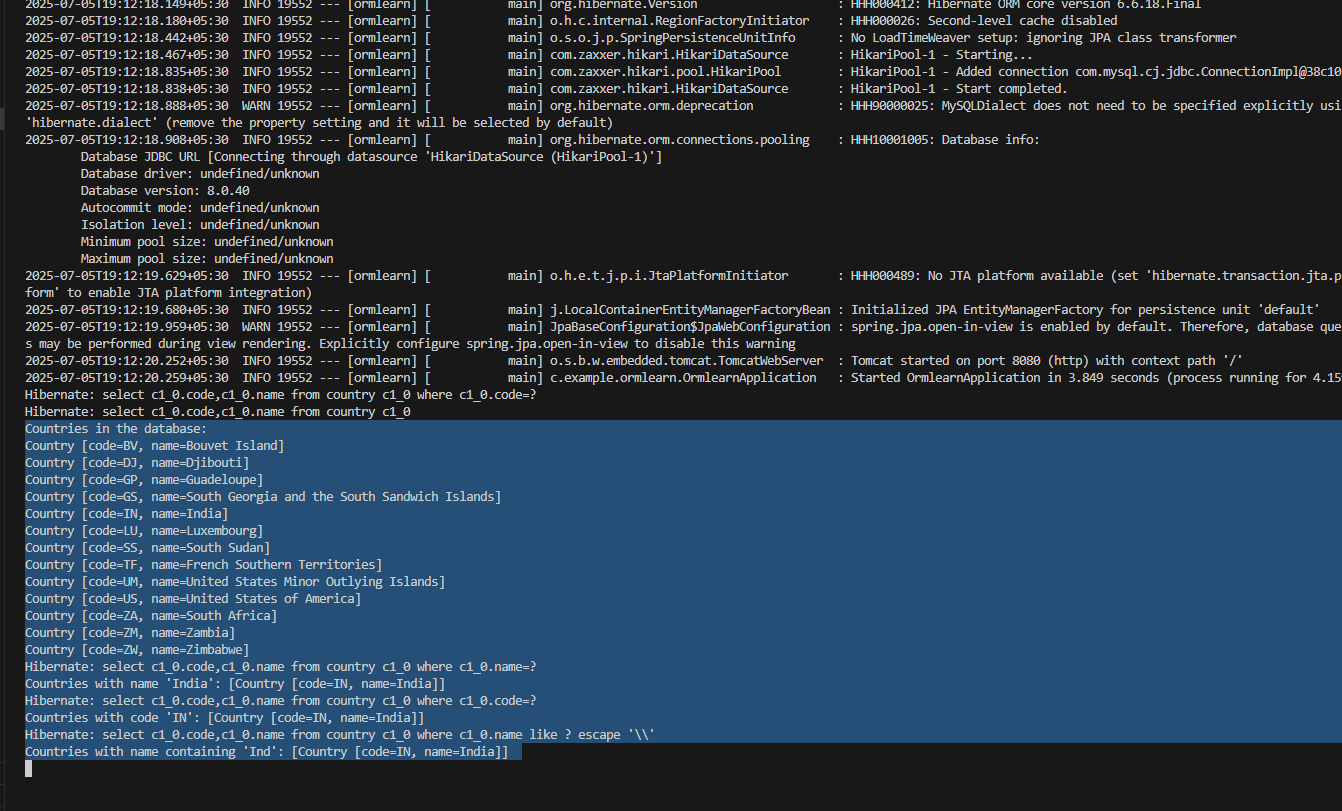 2025-07-05T19:12:18.149+05:30  INFO 19552 --- [ormlearn] [           main] org.hibernate.Version                    : HHH000412: Hibernate ORM core version 6.6.18.Final
2025-07-05T19:12:18.180+05:30  INFO 19552 --- [ormlearn] [           main] o.h.c.internal.RegionFactoryInitiator    : HHH000026: Second-level cache disabled
2025-07-05T19:12:18.442+05:30  INFO 19552 --- [ormlearn] [           main] o.s.o.j.p.SpringPersistenceUnitInfo      : No LoadTimeWeaver setup: ignoring JPA class transformer
2025-07-05T19:12:18.467+05:30  INFO 19552 --- [ormlearn] [           main] com.zaxxer.hikari.HikariDataSource       : HikariPool-1 - Starting...
2025-07-05T19:12:18.835+05:30  INFO 19552 --- [ormlearn] [           main] com.zaxxer.hikari.pool.HikariPool        : HikariPool-1 - Added connection com.mysql.cj.jdbc.ConnectionImpl@38c10
2025-07-05T19:12:18.838+05:30  INFO 19552 --- [ormlearn] [           main] com.zaxxer.hikari.HikariDataSource       : HikariPool-1 - Start completed.
2025-07-05T19:12:18.888+05:30  WARN 19552 --- [ormlearn] [           main] org.hibernate.orm.deprecation            : HHH90000025: MySQLDialect does not need to be specified explicitly usi
'hibernate.dialect' (remove the property setting and it will be selected by default)
2025-07-05T19:12:18.908+05:30  INFO 19552 --- [ormlearn] [           main] org.hibernate.orm.connections.pooling    : HHH10001005: Database info:
Database JDBC URL [Connecting through datasource 'HikariDataSource (HikariPool-1)']
Database driver: undefined/unknown
Database version: 8.0.40
Autocommit mode: undefined/unknown
Isolation level: undefined/unknown
Minimum pool size: undefined/unknown
Maximum pool size: undefined/unknown
2025-07-05T19:12:19.629+05:30  INFO 19552 --- [ormlearn] [           main] o.h.e.t.j.p.i.JtaPlatformInitiator       : HHH000489: No JTA platform available (set 'hibernate.transaction.jta.p
form' to enable JTA platform integration)
2025-07-05T19:12:19.680+05:30  INFO 19552 --- [ormlearn] [           main] j.LocalContainerEntityManagerFactoryBean : Initialized JPA EntityManagerFactory for persistence unit 'default'
2025-07-05T19:12:19.959+05:30  WARN 19552 --- [ormlearn] [           main] JpaBaseConfiguration$JpaWebConfiguration : spring.jpa.open-in-view is enabled by default. Therefore, database que
s may be performed during view rendering. Explicitly configure spring.jpa.open-in-view to disable this warning
2025-07-05T19:12:20.252+05:30  INFO 19552 --- [ormlearn] [           main] o.s.b.w.embedded.tomcat.TomcatWebServer  : Tomcat started on port 8080 (http) with context path '/'
2025-07-05T19:12:20.259+05:30  INFO 19552 --- [ormlearn] [           main] c.example.ormlearn.OrmlearnApplication   : Started OrmlearnApplication in 3.849 seconds (process running for 4.15
Hibernate: select c1_0.code,c1_0.name from country c1_0 where c1_0.code=?
Hibernate: select c1_0.code,c1_0.name from country c1_0
Countries in the database:
Country [code=BV, name=Bouvet Island]
Country [code=DJ, name=Djibouti]
Country [code=GP, name=Guadeloupe]
Country [code=GS, name=South Georgia and the South Sandwich Islands]
Country [code=IN, name=India]
Country [code=LU, name=Luxembourg]
Country [code=SS, name=South Sudan]
Country [code=TF, name=French Southern Territories]
Country [code=UM, name=United States Minor Outlying Islands]
Country [code=US, name=United States of America]
Country [code=ZA, name=South Africa]
Country [code=ZM, name=Zambia]
Country [code=ZW, name=Zimbabwe]
Hibernate: select c1_0.code,c1_0.name from country c1_0 where c1_0.name=?
Countries with name 'India': [Country [code=IN, name=India]]
Hibernate: select c1_0.code,c1_0.name from country c1_0 where c1_0.code=?
Countries with code 'IN': [Country [code=IN, name=India]]
Hibernate: select c1_0.code,c1_0.name from country c1_0 where c1_0.name like ? escape '\\'
Countries with name containing 'Ind': [Country [code=IN, name=India]]